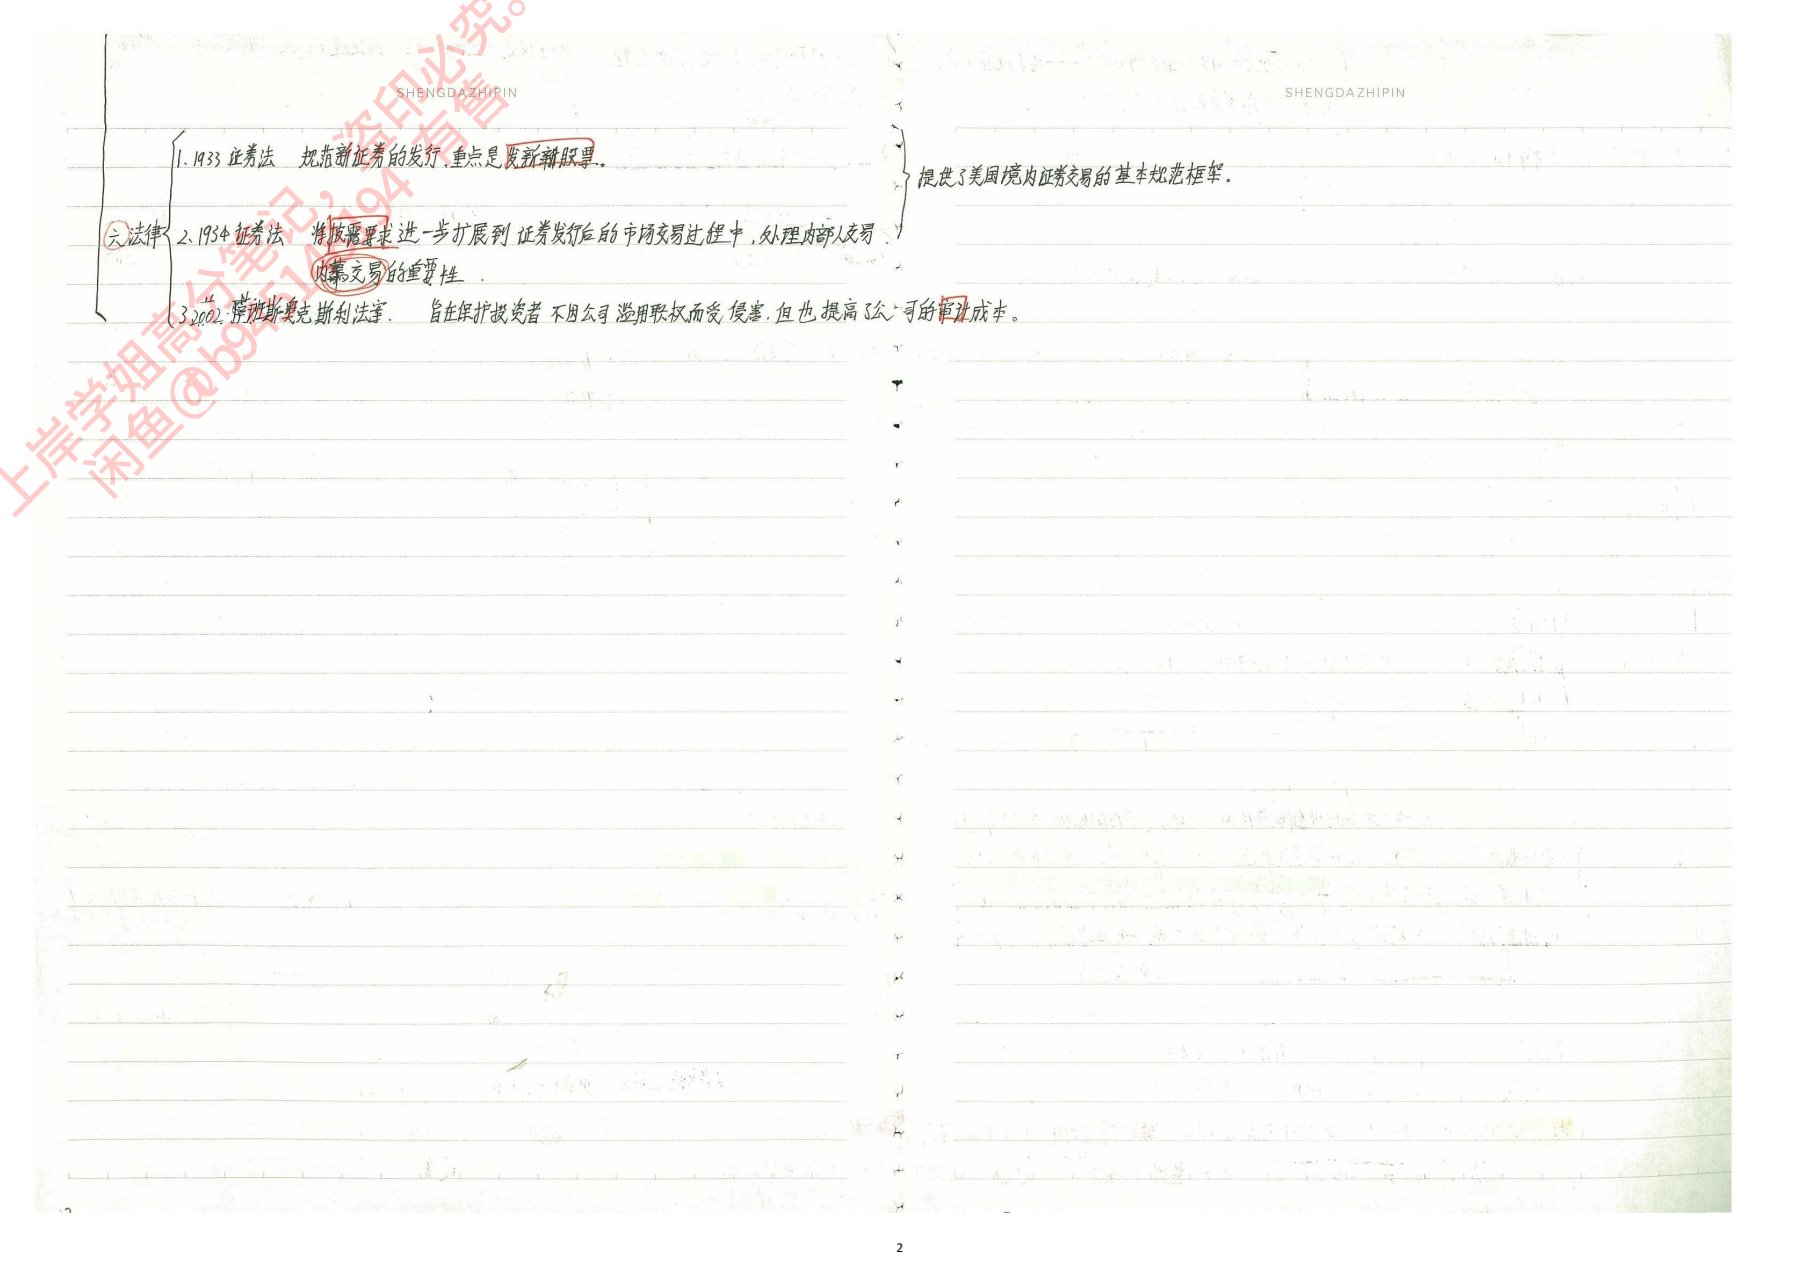 SHENGDAZHIPIN
SHENGDAZHIPIN
六 法律
1. 1933 证券法 规范新证券的发行,重点是发新股票。
2. 1934 证券法 将披露要求进一步扩展到 证券发行后的市场交易过程中,处理内部人交易.
内幕交易的重要性.
提供了美国境内证券交易的基本规范框架.
3 2002: 萨班斯奥克斯利法案. 旨在保护投资者 不因公司滥用职权而受侵害.但也提高了公司的审计成本。
上岸学姐高分笔记,盗印必究。
闲鱼@tb945148194 有售
2